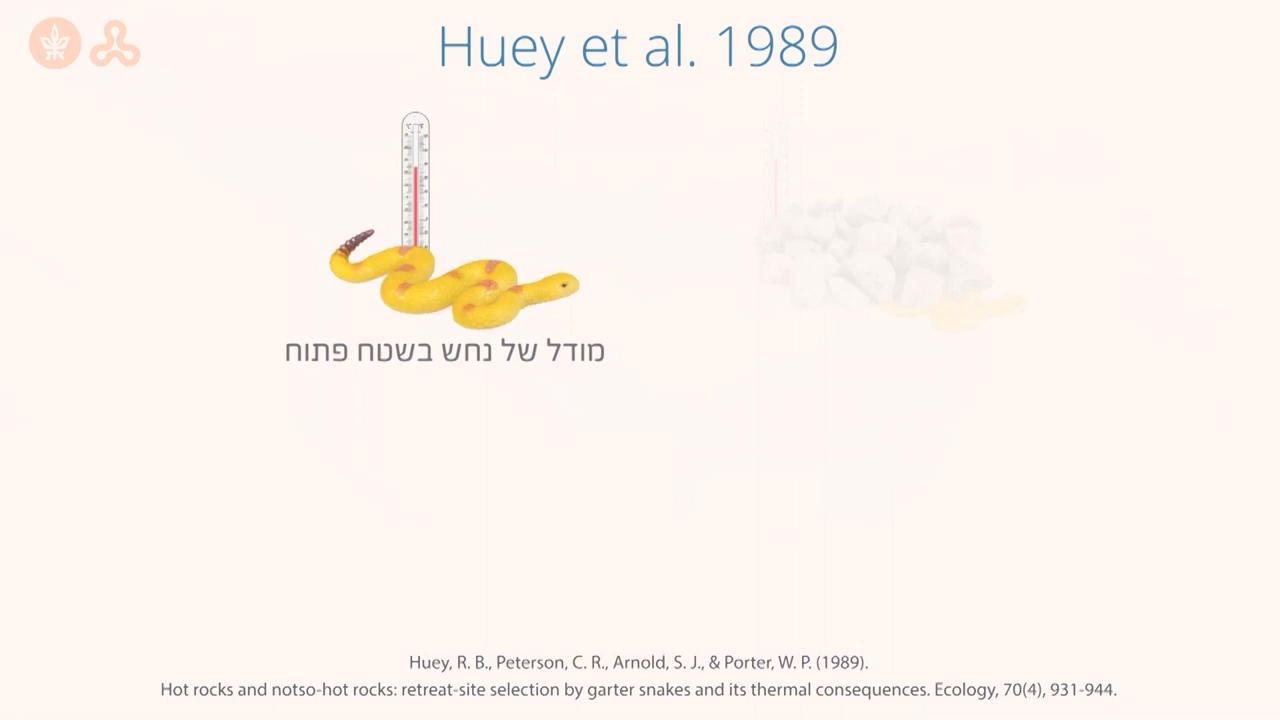 Huey et al. 1989
מודל של נחש בשטח פתוח
Huey, R. B., Peterson, C. R., Arnold, S. J., & Porter, W. P. (1989).
Hot rocks and notso-hot rocks: retreat-site selection by garter snakes and its thermal consequences. Ecology, 70(4), 931-944.